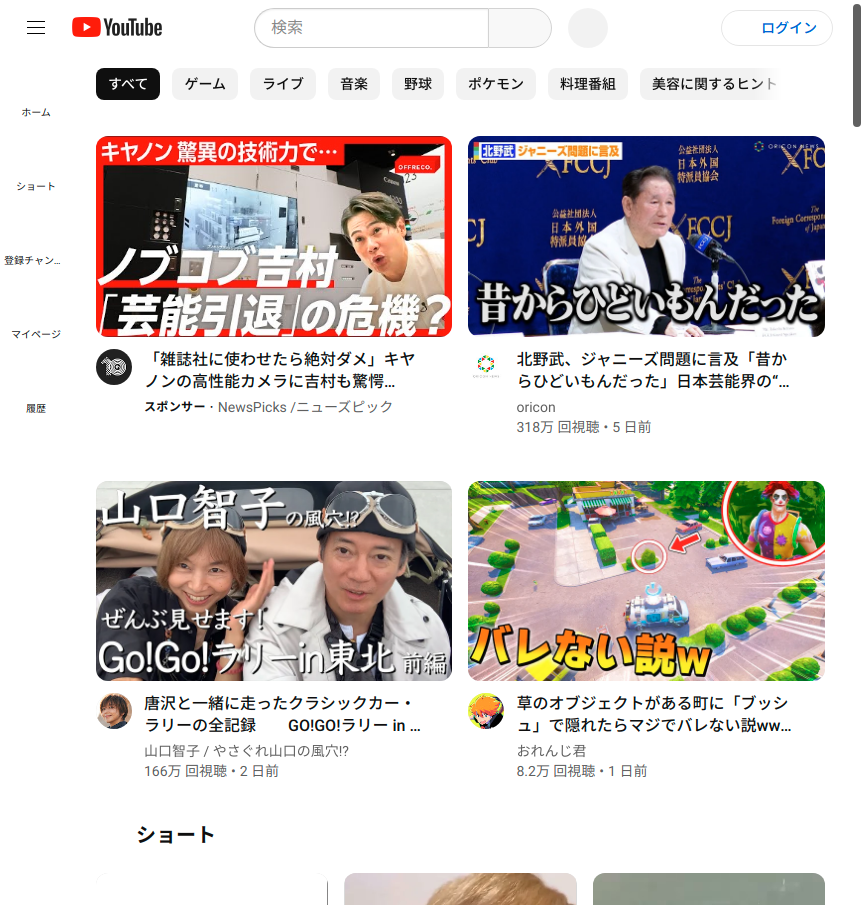 YouTube
検索
ログイン
すべて
ゲーム
ライブ
音楽
野球
ポケモン
料理番組
美容に関するヒント
ホーム
ショート
登録チャン...
マイページ
履歴
キヤノン 驚異の技術力で…
OFFRECO.
ノブコブ吉村
「芸能引退」の危機？
「雑誌社に使わせたら絶対ダメ」キヤ
ノンの高性能カメラに吉村も驚愕...
スポンサー・NewsPicks /ニューズピック
北野武 ジャニーズ問題に言及
ORICON NEWS
公益社団法人
日本外国
特派員協会
FCCJ
昔からひどいもんだった
北野武、ジャニーズ問題に言及「昔か
らひどいもんだった」日本芸能界の“...
oricon
318万 回視聴・5 日前
山口智子の風穴!?
ぜんぶ見せます!
Go!Go!ラリーin東北 前編
唐沢と一緒に走ったクラシックカー・
ラリーの全記録　　GO!GO!ラリー in ...
山口智子 / やさぐれ山口の風穴!?
166万 回視聴・2 日前
バレない説w
草のオブジェクトがある町に「ブッシ
ュ」で隠れたらマジでバレない説ww...
おれんじ君
8.2万 回視聴・1 日前
ショート